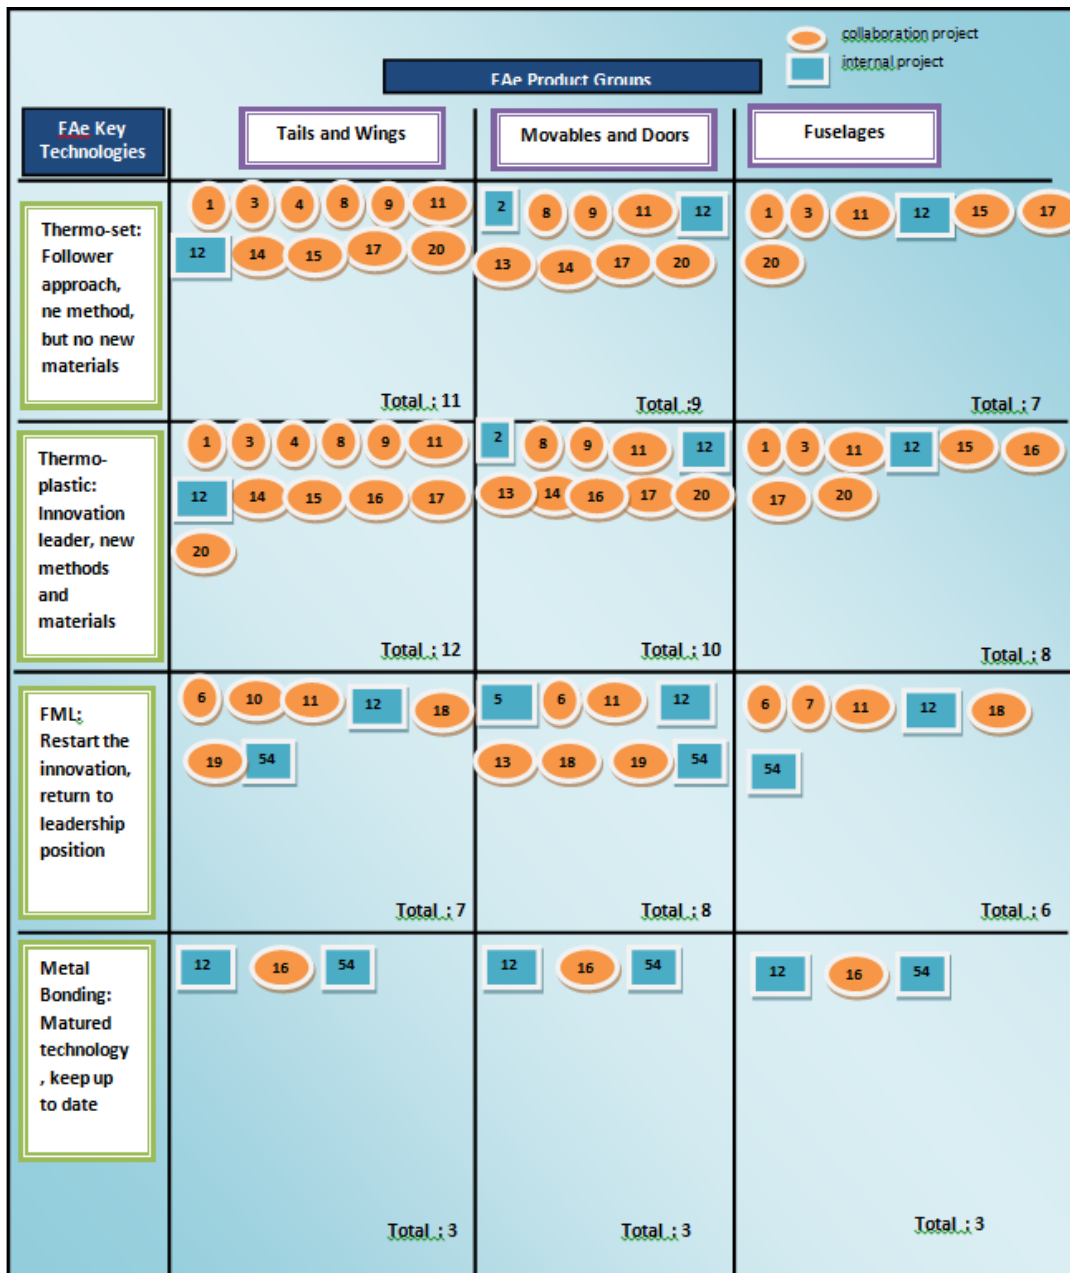 collaboration project
internal project
FAe Product Groups
FAe Key
Technologies
Tails and Wings
Movables and Doors
Fuselages
Thermo-set:
Follower
approach,
ne method,
but no new
materials
1 3 4 8 9 11
12 14 15 17 20
Total : 11
2 8 9 11 12
13 14 17 20
Total :9
1 3 11 12 15 17
20
Total : 7
Thermo-
plastic:
Innovation
leader, new
methods
and
materials
1 3 4 8 9 11
12 14 15 16 17
20
Total : 12
2 8 9 11 12
13 14 16 17 20
Total : 10
1 3 11 12 15 16
17 20
Total : 8
FML:
Restart the
innovation,
return to
leadership
position
6 10 11 12 18
19 54
Total : 7
5 6 11 12
13 18 19 54
Total : 8
6 7 11 12 18
54
Total : 6
Metal
Bonding:
Matured
technology
, keep up
to date
12 16 54
Total : 3
12 16 54
Total : 3
12 16 54
Total : 3